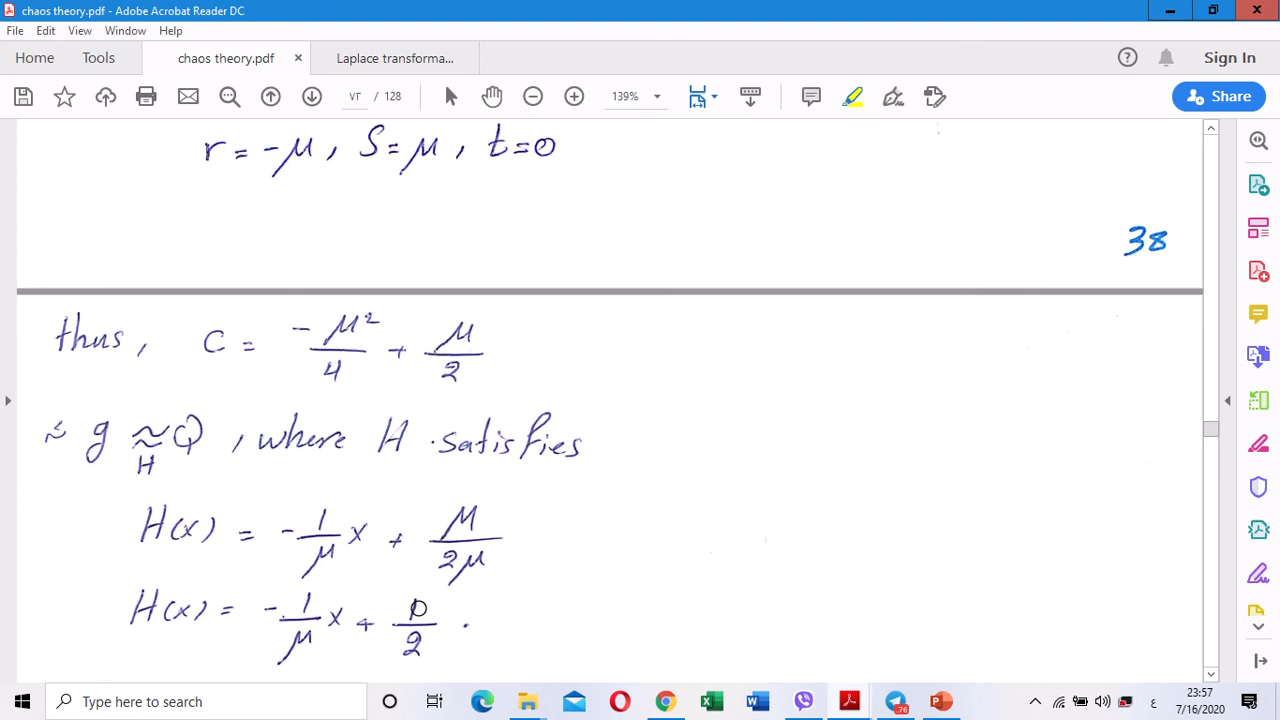 chaos theory.pdf - Adobe Acrobat Reader DC
File Edit View Window Help
Home Tools chaos theory.pdf × Laplace transforma... Sign In
٧٣ / 128 139% Share
r = -μ, S = μ, t = 0
38
thus, C = -μ²/4 + μ/2
g ≈ Q, where H satisfies
H
H(x) = -1/μ x + μ/2μ
H(x) = -1/μ x + /2 .
Type here to search
76
ع
23:57
7/16/2020